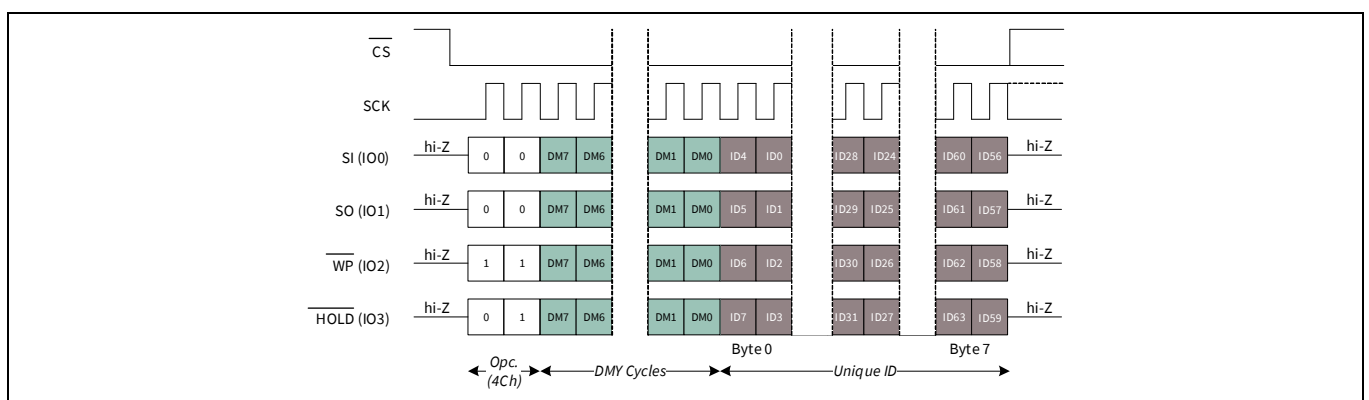 CS
SCK
SI (IO0) hi-Z 0 0 DM7 DM6 DM1 DM0 ID4 ID0 ID28 ID24 ID60 ID56 hi-Z
SO (IO1) hi-Z 0 0 DM7 DM6 DM1 DM0 ID5 ID1 ID29 ID25 ID61 ID57 hi-Z
WP (IO2) hi-Z 1 1 DM7 DM6 DM1 DM0 ID6 ID2 ID30 ID26 ID62 ID58 hi-Z
HOLD (IO3) hi-Z 0 1 DM7 DM6 DM1 DM0 ID7 ID3 ID31 ID27 ID63 ID59 hi-Z
Byte 0 Byte 7
Opc. DMY Cycles Unique ID
(4Ch)